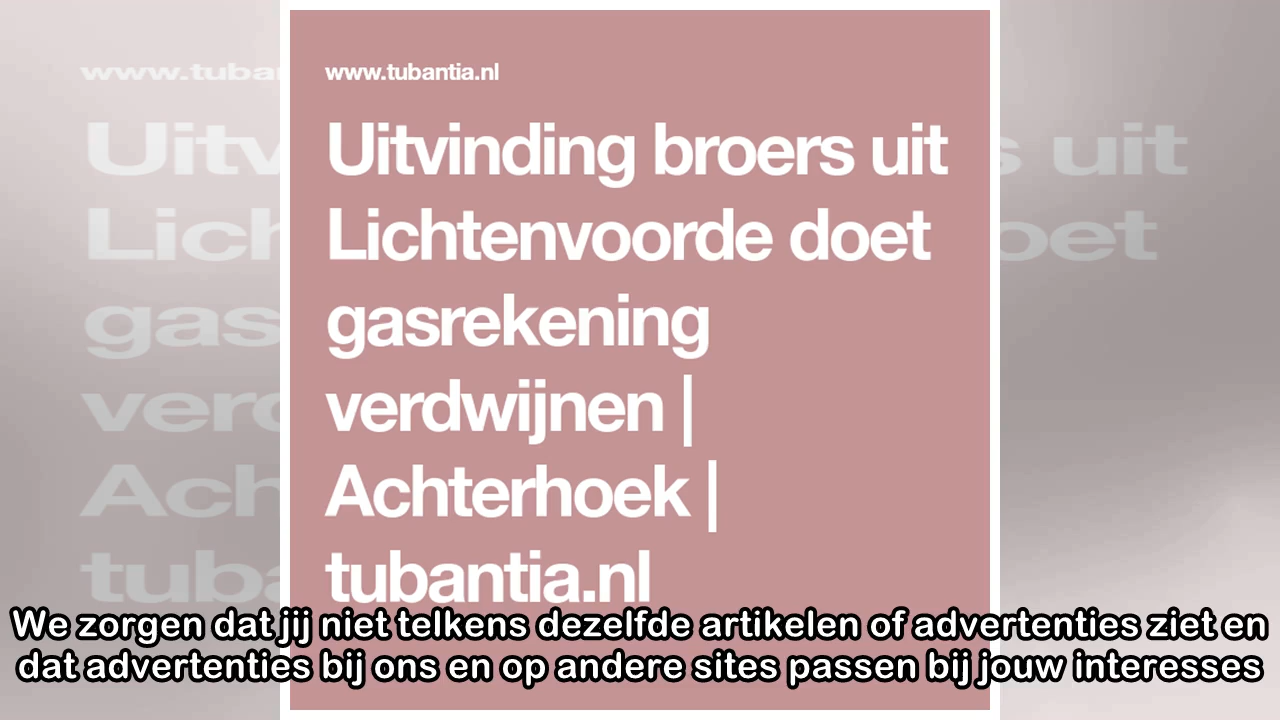 www.tubantia.nl
Uitvinding broers uit
Lichtenvoorde doet
gasrekening
verdwijnen |
Achterhoek |
tubantia.nl
We zorgen dat jij niet telkens dezelfde artikelen of advertenties ziet en
dat advertenties bij ons en op andere sites passen bij jouw interesses